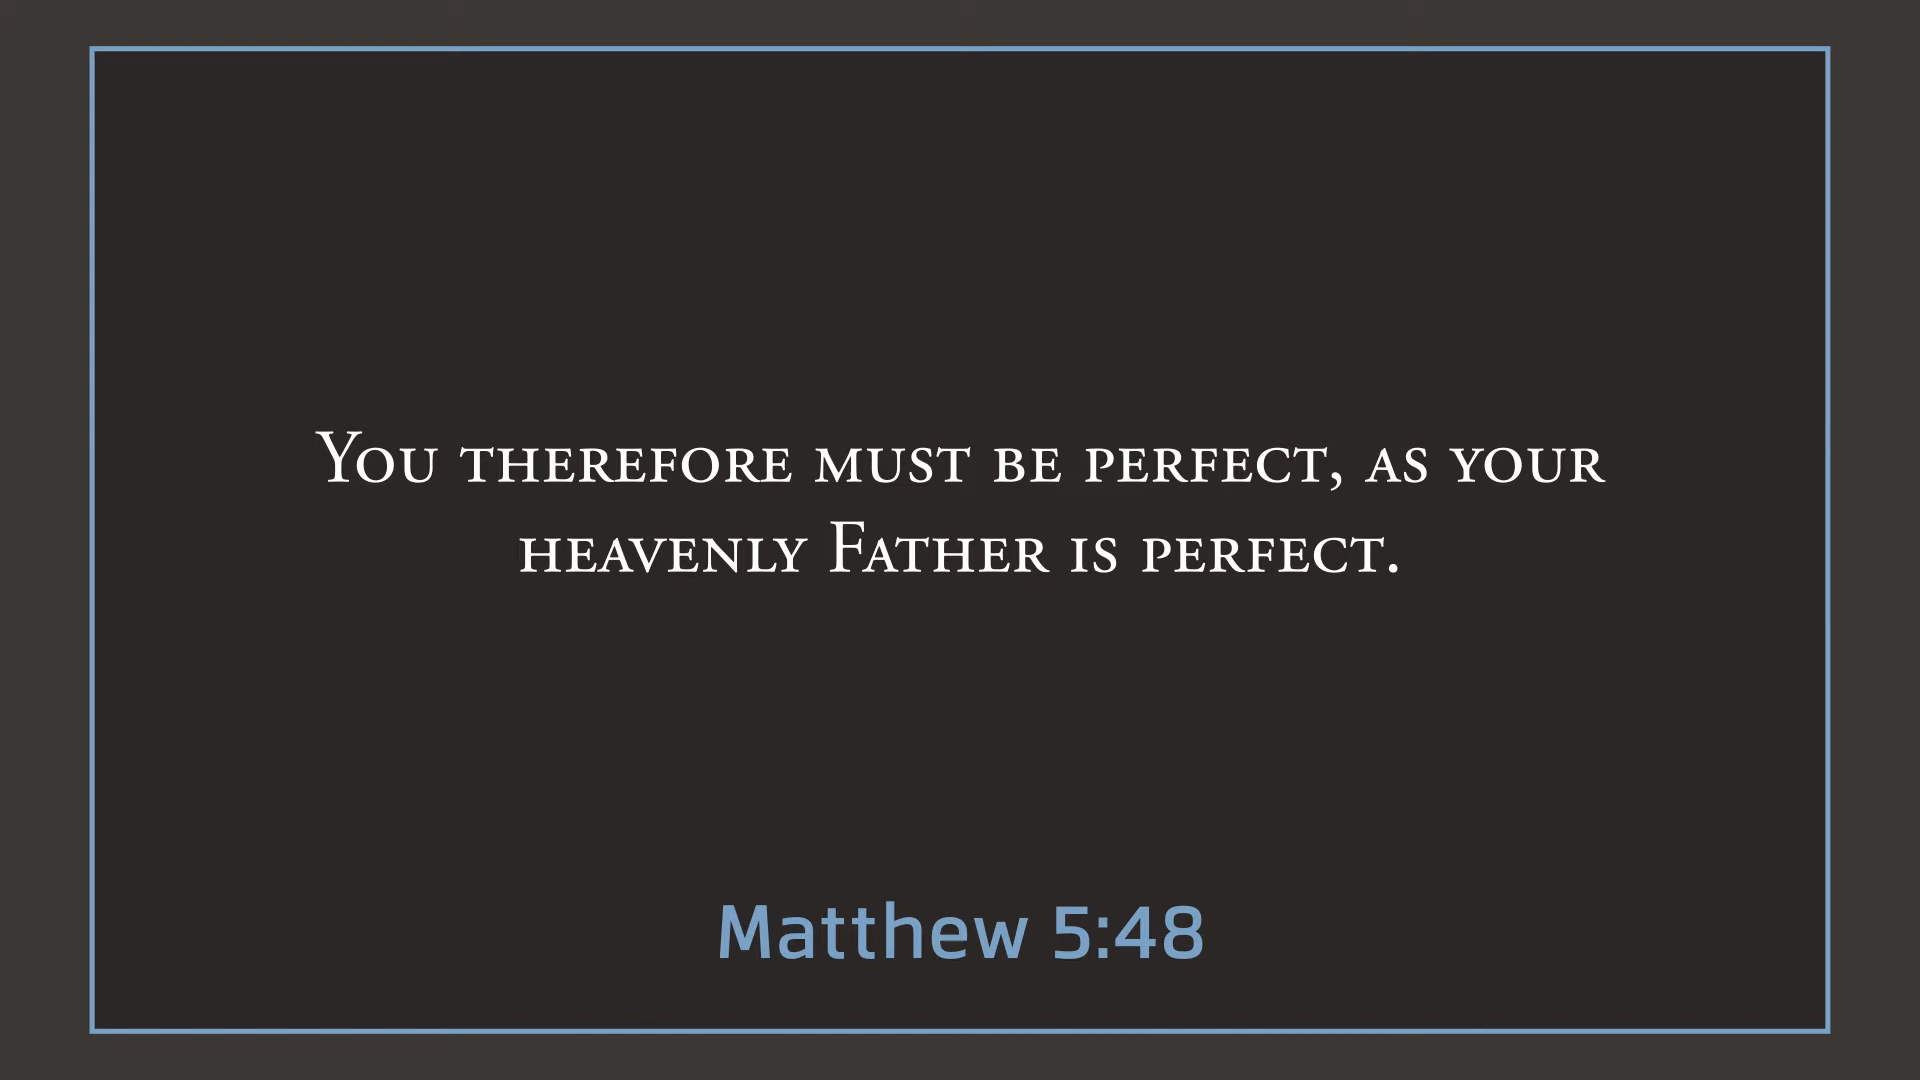 You therefore must be perfect, as your
heavenly Father is perfect.
Matthew 5:48